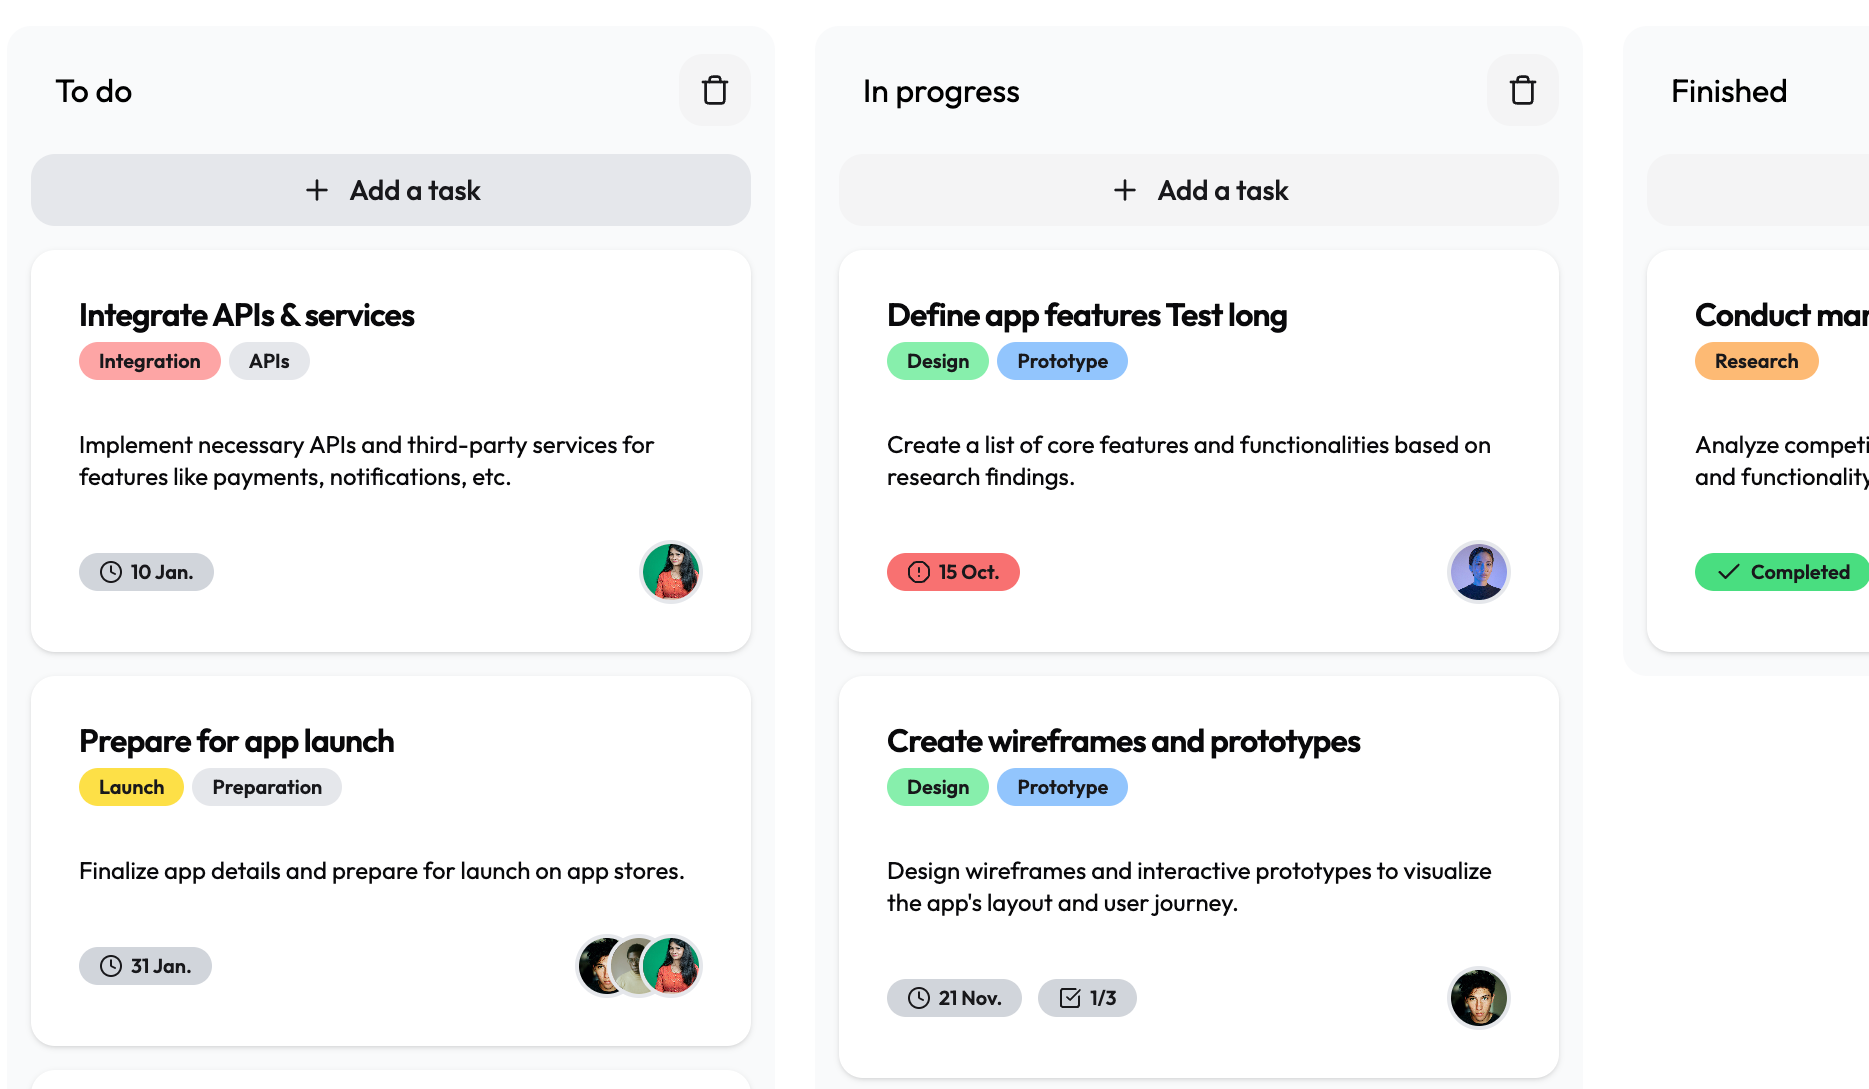 To do
Add a task
Integrate APIs & services
Integration
APIs
Implement necessary APIs and third-party services for
features like payments, notifications, etc.
10 Jan.
Prepare for app launch
Launch
Preparation
Finalize app details and prepare for launch on app stores.
31 Jan.
In progress
Add a task
Define app features Test long
Design
Prototype
Create a list of core features and functionalities based on
research findings.
15 Oct.
Create wireframes and prototypes
Design
Prototype
Design wireframes and interactive prototypes to visualize
the app's layout and user journey.
21 Nov.
1/3
Finished
Conduct
Research
Analyze
and functionality
Completed